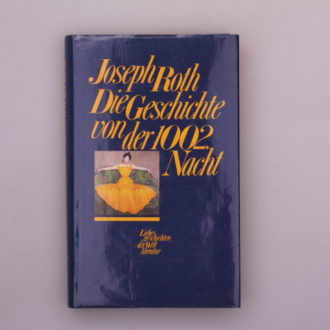 Joseph Roth
Die Geschichte
von der 1002.
Nacht
Liebes
geschichten
der Welt
literatur